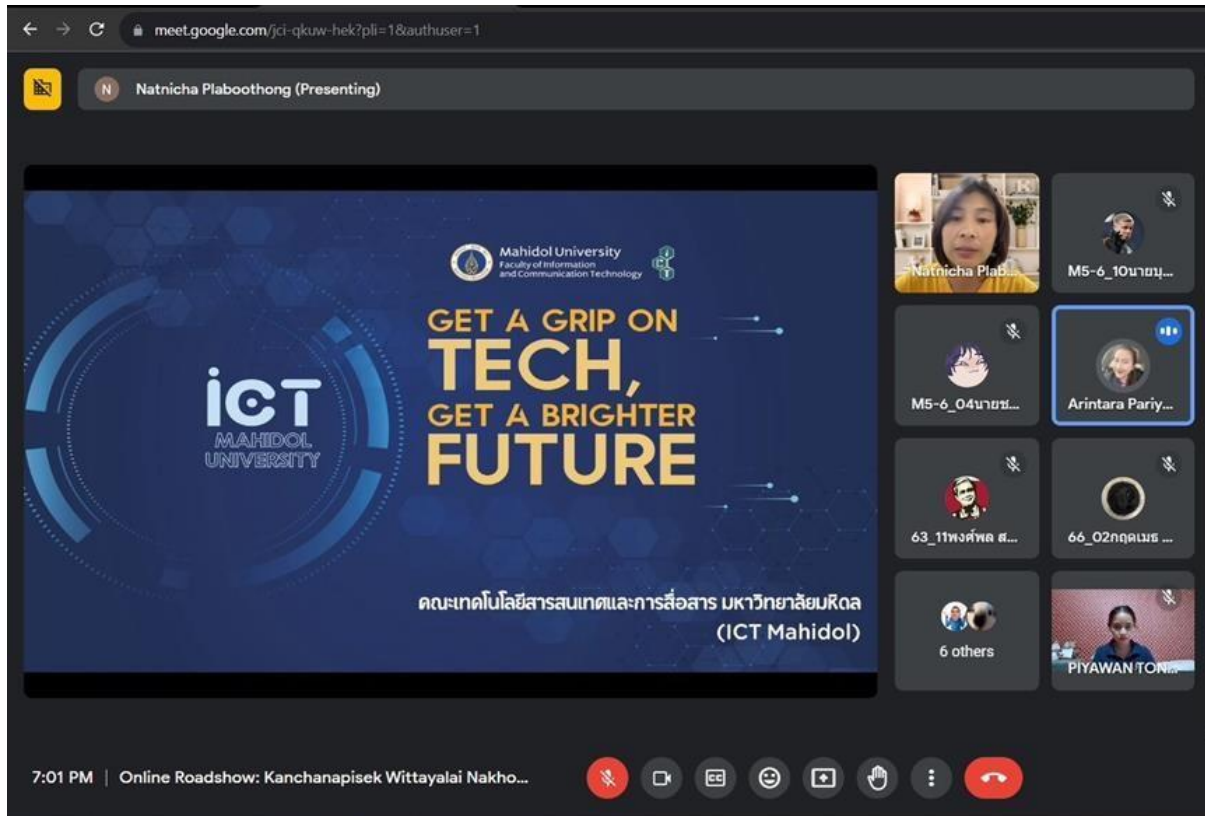 meet.google.com/jci-qkuw-hek?pli=1&authuser=1
N
Natnicha Plaboothong (Presenting)
Mahidol University
Faculty of Information
and Communication Technology
GET A GRIP ON
TECH,
GET A BRIGHTER
FUTURE
ICT
MAHIDOL
UNIVERSITY
คณะเทคโนโลยีสารสนเทศและการสื่อสาร มหาวิทยาลัยมหิดล
(ICT Mahidol)
Natnicha Plab...
M5-6_10นายบุ...
M5-6_04นายช...
Arintara Pariy...
63_11พงศ์พล ส...
66_02กฤตเมธ ...
6 others
PIYAWAN TON...
7:01 PM | Online Roadshow: Kanchanapisek Wittayalai Nakho...
CC